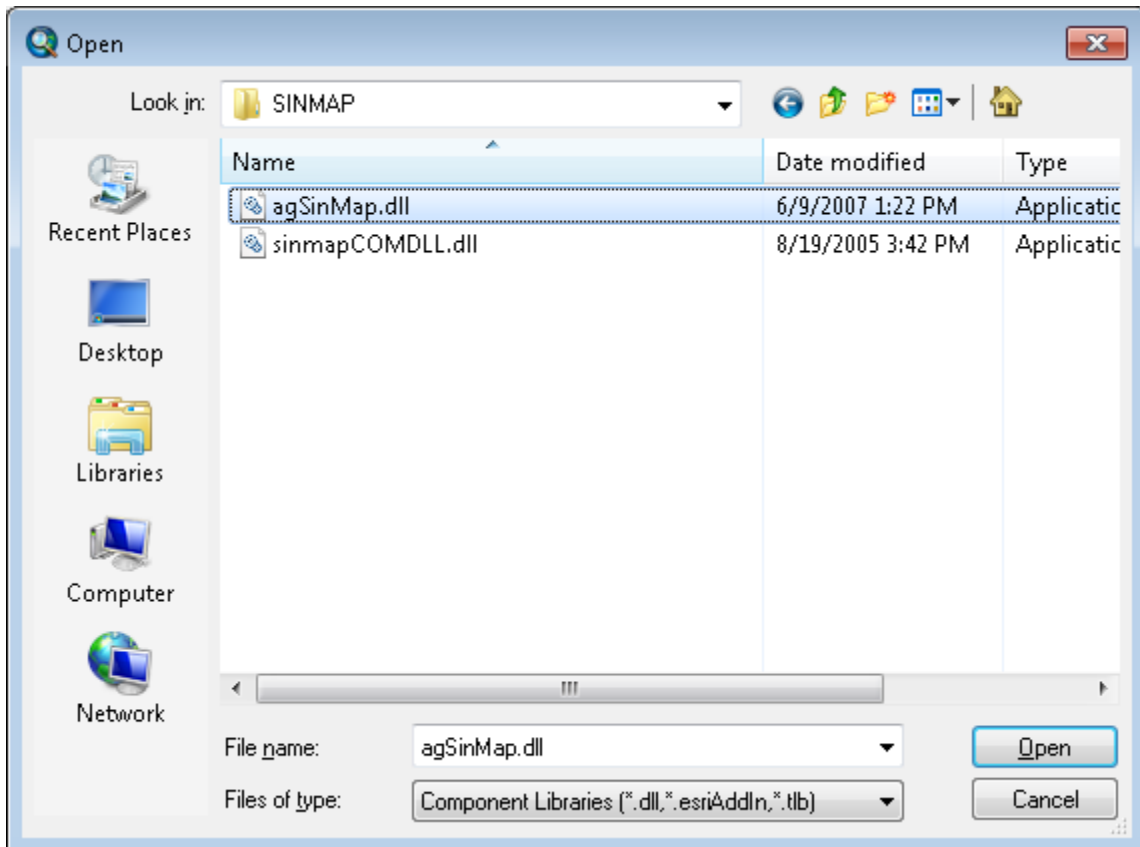 Open
Look in: SINMAP
Name Date modified Type
agSinMap.dll 6/9/2007 1:22 PM Applicatic
sinmapCOMDLL.dll 8/19/2005 3:42 PM Applicatic
Recent Places
Desktop
Libraries
Computer
Network
File name: agSinMap.dll Open
Files of type: Component Libraries (*.dll,*.esriAddIn,*.tlb) Cancel